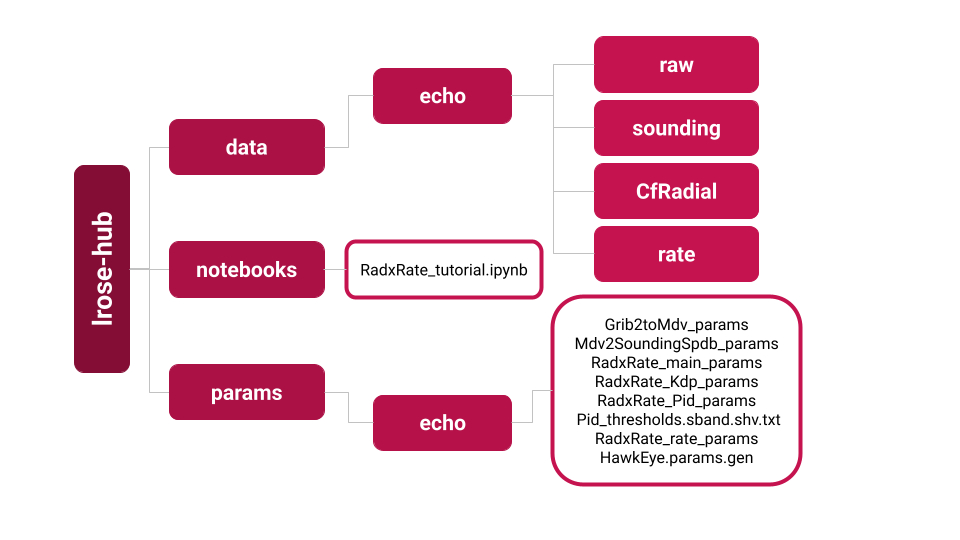 lrose-hub
data
echo
raw
sounding
CfRadial
rate
notebooks
RadxRate_tutorial.ipynb
params
echo
Grib2toMdv_params
Mdv2SoundingSpdb_params
RadxRate_main_params
RadxRate_Kdp_params
RadxRate_Pid_params
Pid_thresholds.sband.shv.txt
RadxRate_rate_params
HawkEye.params.gen